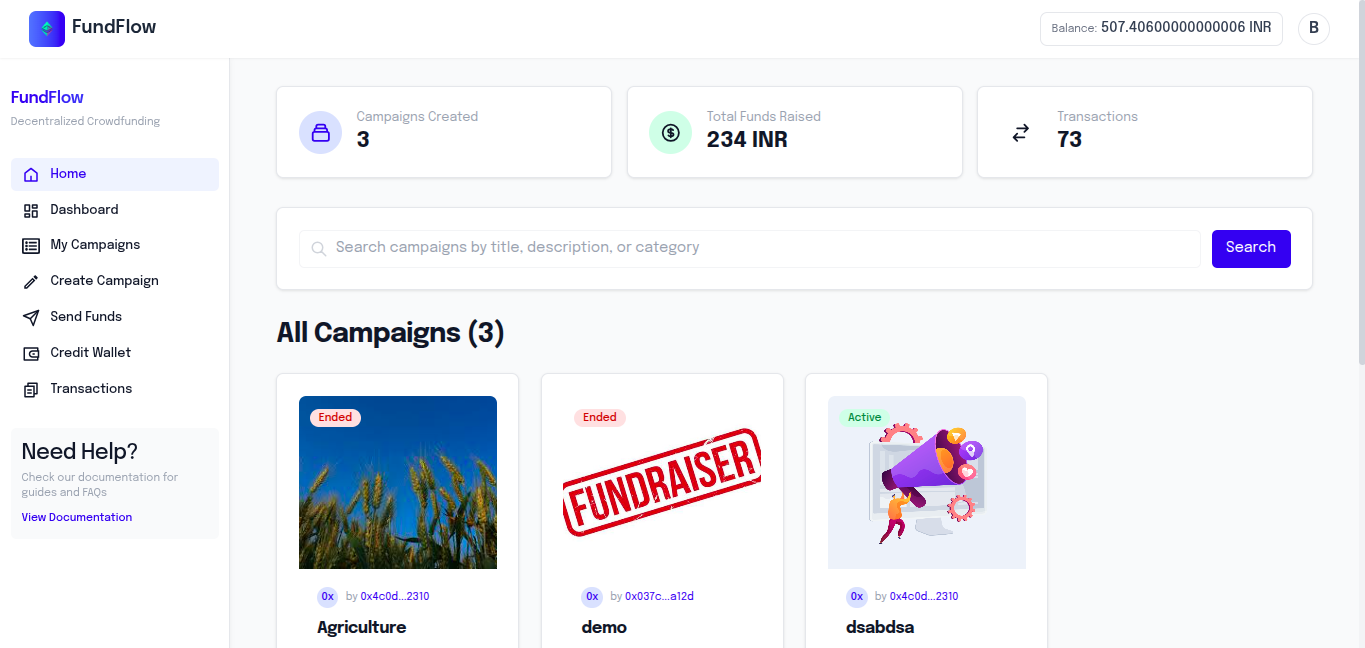 FundFlow
Balance: 507.40600000000006 INR
B
FundFlow
Decentralized Crowdfunding
Home
Dashboard
My Campaigns
Create Campaign
Send Funds
Credit Wallet
Transactions
Need Help?
Check our documentation for
guides and FAQs
View Documentation
Campaigns Created
3
Total Funds Raised
234 INR
Transactions
73
Search campaigns by title, description, or category
Search
All Campaigns (3)
Ended
0x by 0x4c0d...2310
Agriculture
Ended
FUNDRAISER
0x by 0x037c...a12d
demo
Active
0x by 0x4c0d...2310
dsabdsa